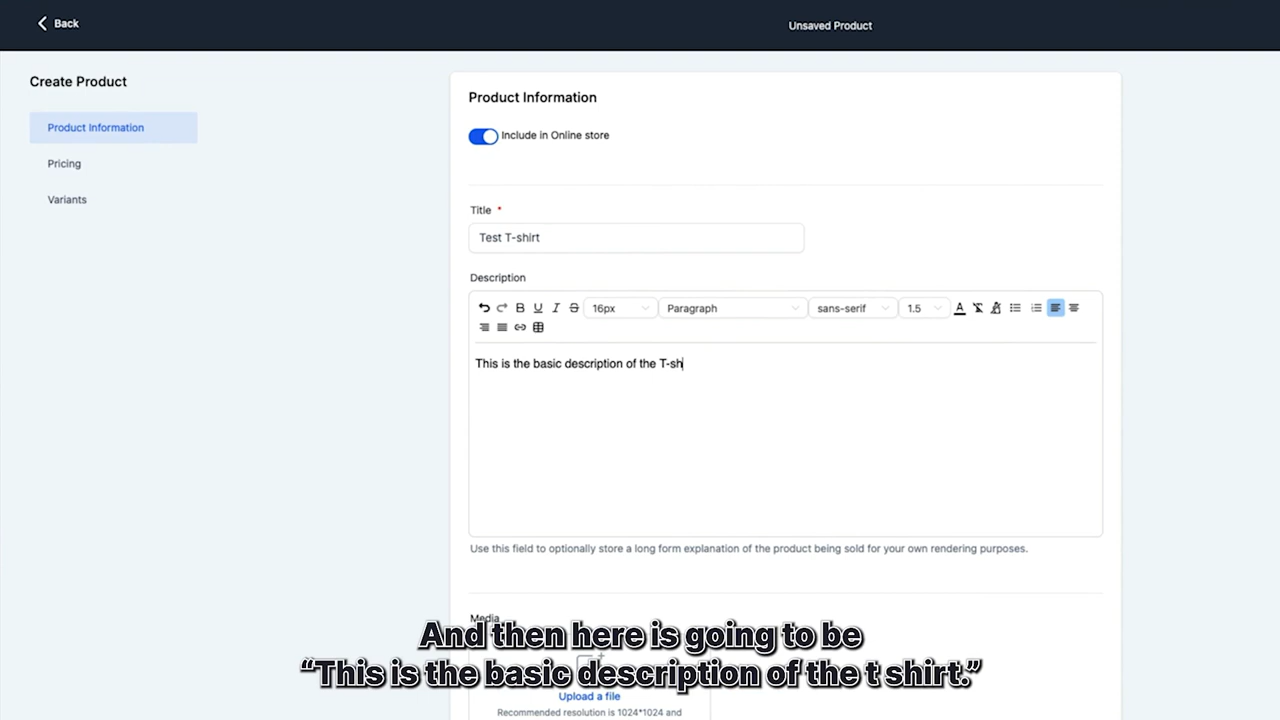 Back
Unsaved Product
Create Product
Product Information
Pricing
Variants
Product Information
Include in Online store
Title *
Test T-shirt
Description
B U I S 16px Paragraph sans-serif 1.5 A
This is the basic description of the T-sh
Use this field to optionally store a long form explanation of the product being sold for your own rendering purposes.
Media
And then here is going to be
“This is the basic description of the t shirt.”
Upload a file
Recommended resolution is 1024*1024 and